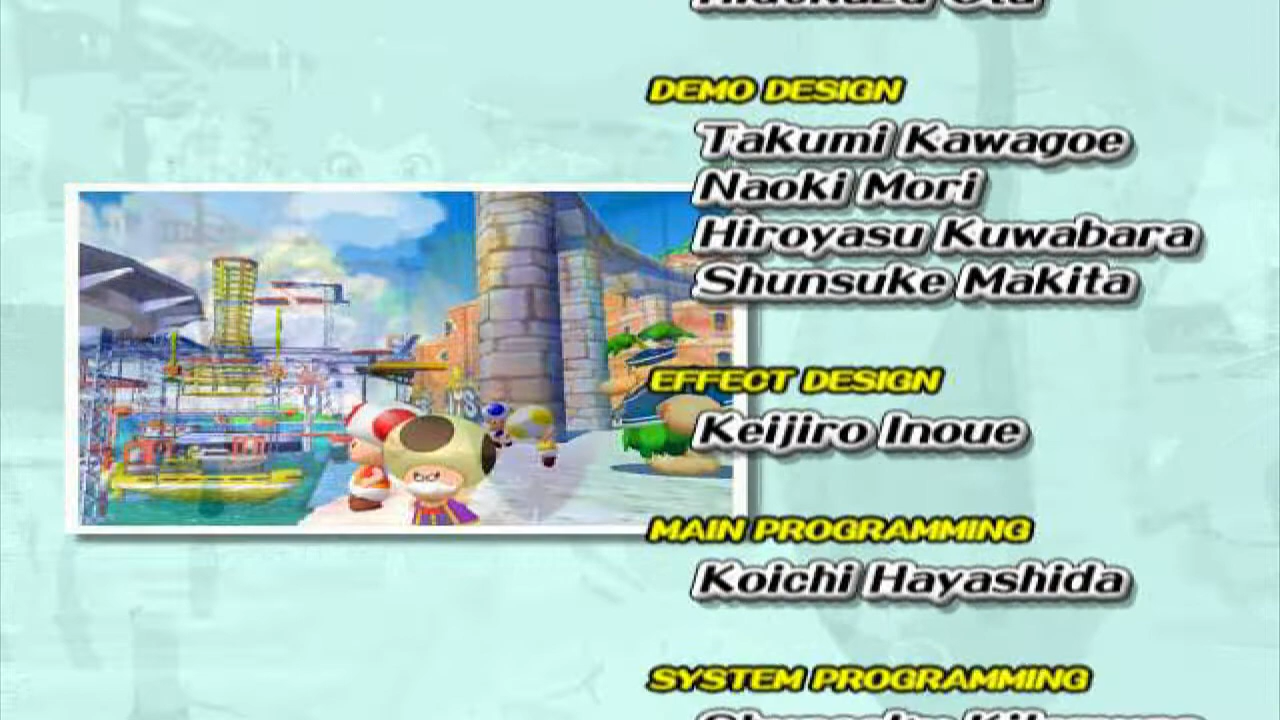 DEMO DESIGN
Takumi Kawagoe
Naoki Mori
Hiroyasu Kuwabara
Shunsuke Makita
EFFECT DESIGN
Keijiro Inoue
MAIN PROGRAMMING
Koichi Hayashida
SYSTEM PROGRAMMING